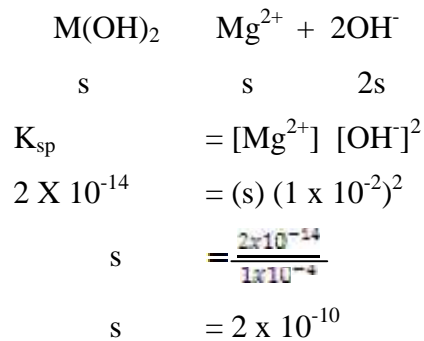 M(OH)₂ Mg²⁺ + 2OH⁻
s s 2s
Kₛₚ = [Mg²⁺] [OH⁻]²
2 X 10⁻¹⁴ = (s) (1 x 10⁻²)²
s = 2x10⁻¹⁴ / 1x10⁻⁴
s = 2 x 10⁻¹⁰